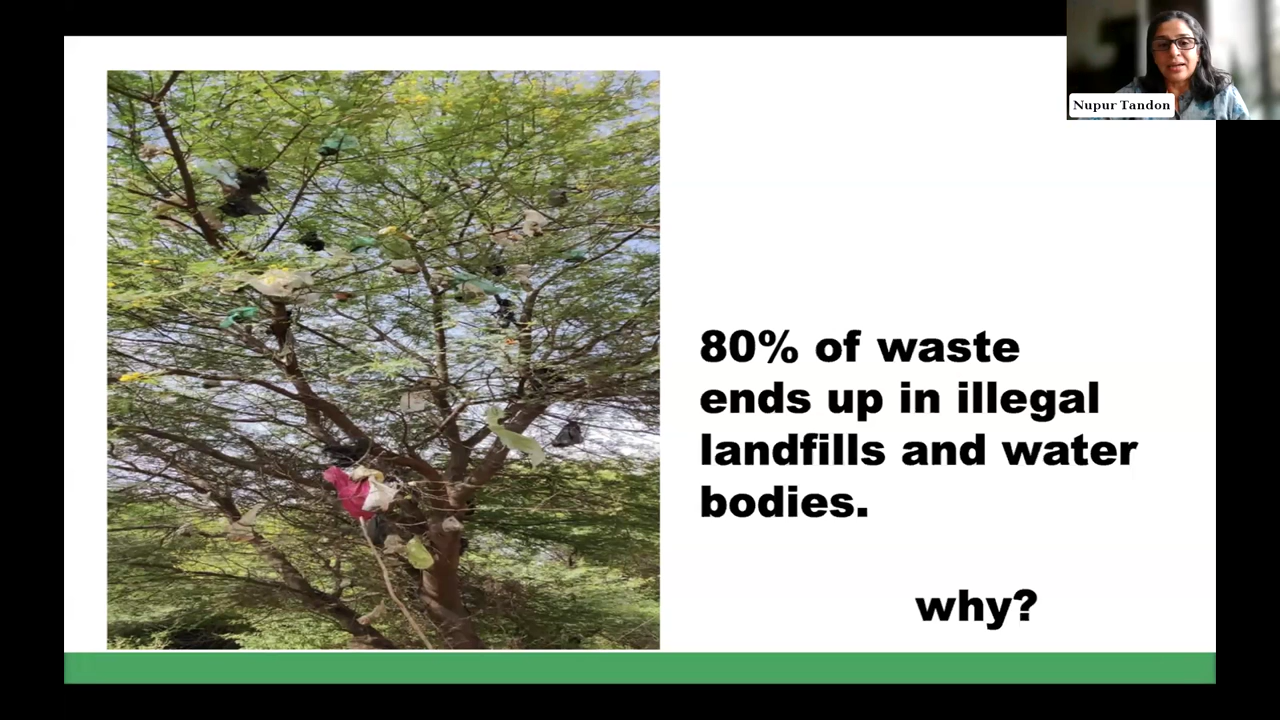 Nupur Tandon
80% of waste
ends up in illegal
landfills and water
bodies.
why?